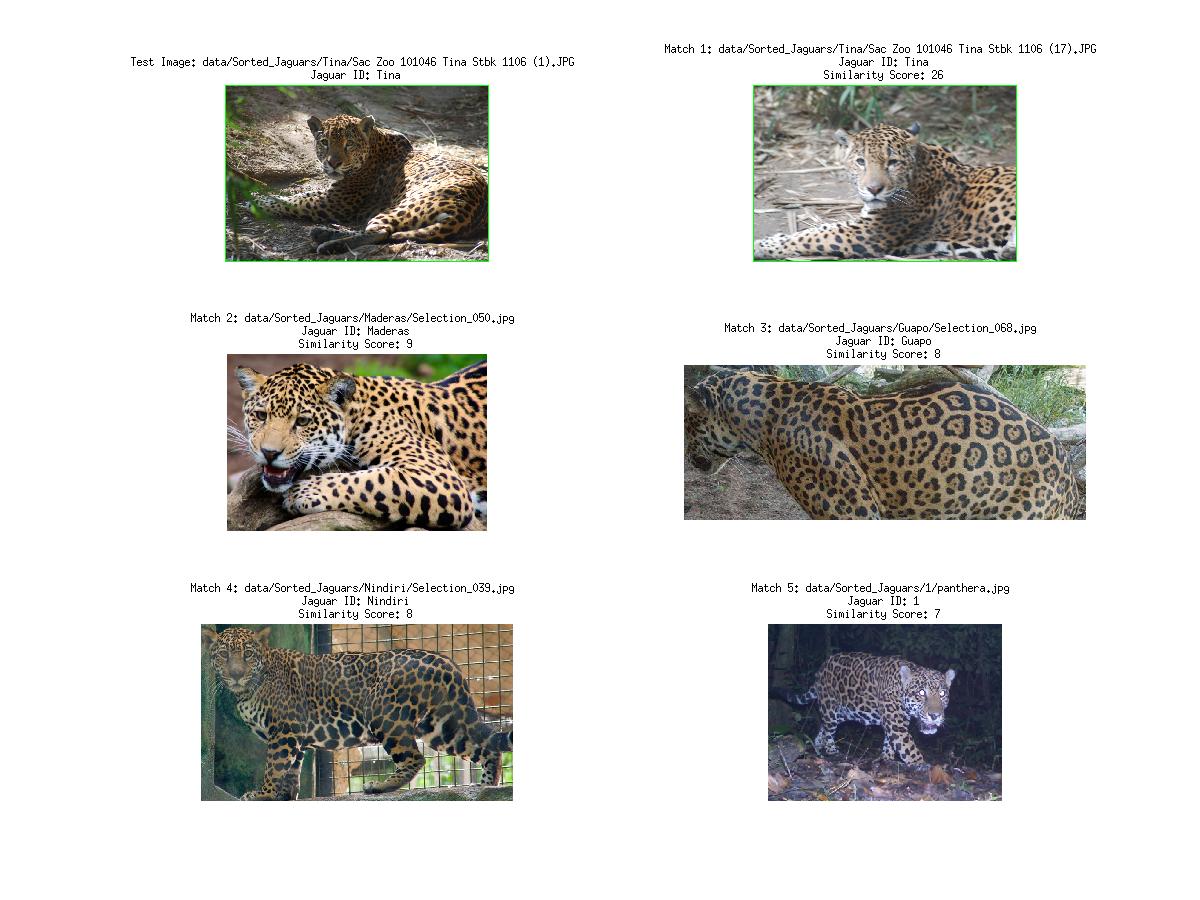 Test Image: data/Sorted_Jaguars/Tina/Sac Zoo 101046 Tina Stbk 1106 (1).JPG
Jaguar ID: Tina
Match 1: data/Sorted_Jaguars/Tina/Sac Zoo 101046 Tina Stbk 1106 (17).JPG
Jaguar ID: Tina
Similarity Score: 26
Match 2: data/Sorted_Jaguars/Maderas/Selection_050.jpg
Jaguar ID: Maderas
Similarity Score: 9
Match 3: data/Sorted_Jaguars/Guapo/Selection_068.jpg
Jaguar ID: Guapo
Similarity Score: 8
Match 4: data/Sorted_Jaguars/Nindiri/Selection_039.jpg
Jaguar ID: Nindiri
Similarity Score: 8
Match 5: data/Sorted_Jaguars/1/panthera.jpg
Jaguar ID: 1
Similarity Score: 7